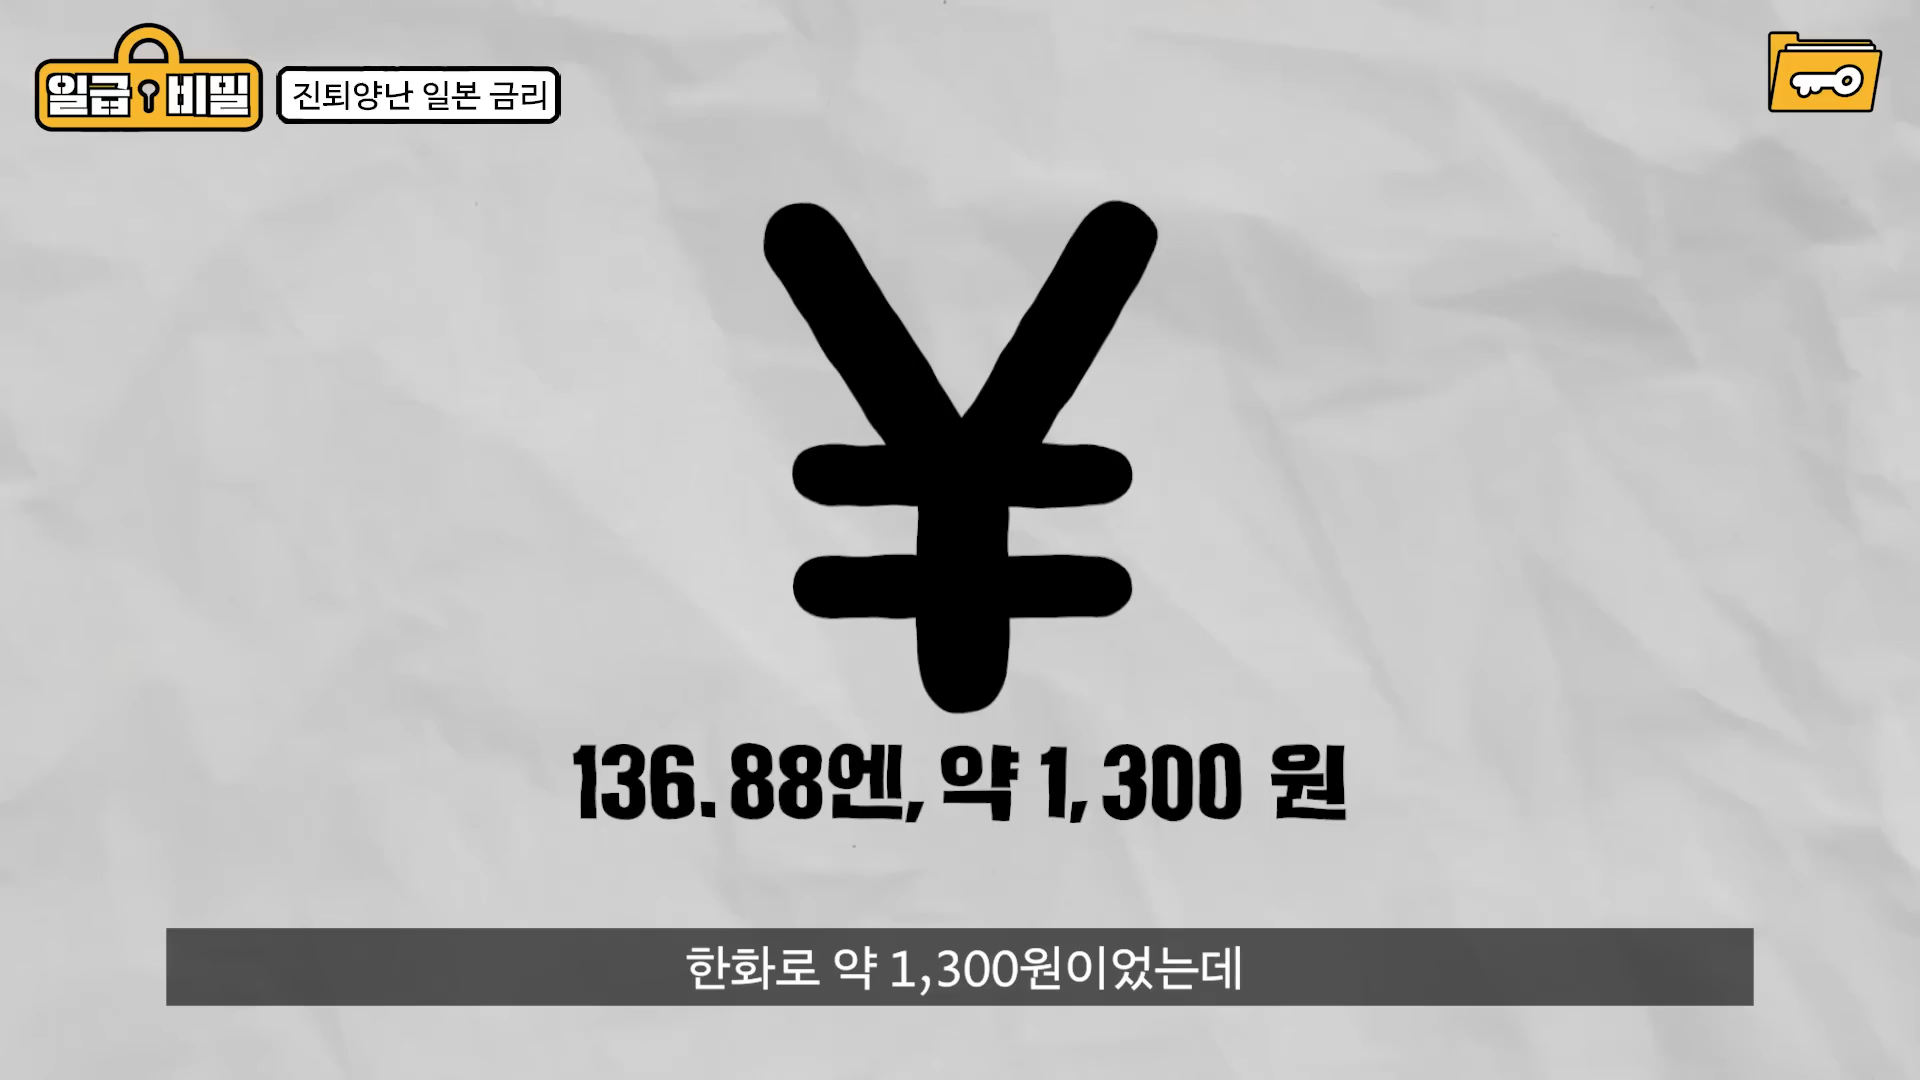 일급비밀
진퇴양난 일본 금리
¥
136.88엔, 약 1,300 원
한화로 약 1,300원이었는데